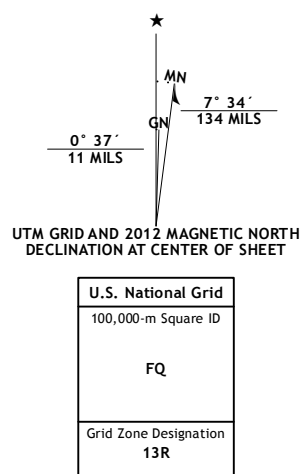 ★
MN
GN
7° 34´
134 MILS
0° 37´
11 MILS
UTM GRID AND 2012 MAGNETIC NORTH
DECLINATION AT CENTER OF SHEET
U.S. National Grid
100,000-m Square ID
FQ
Grid Zone Designation
13R